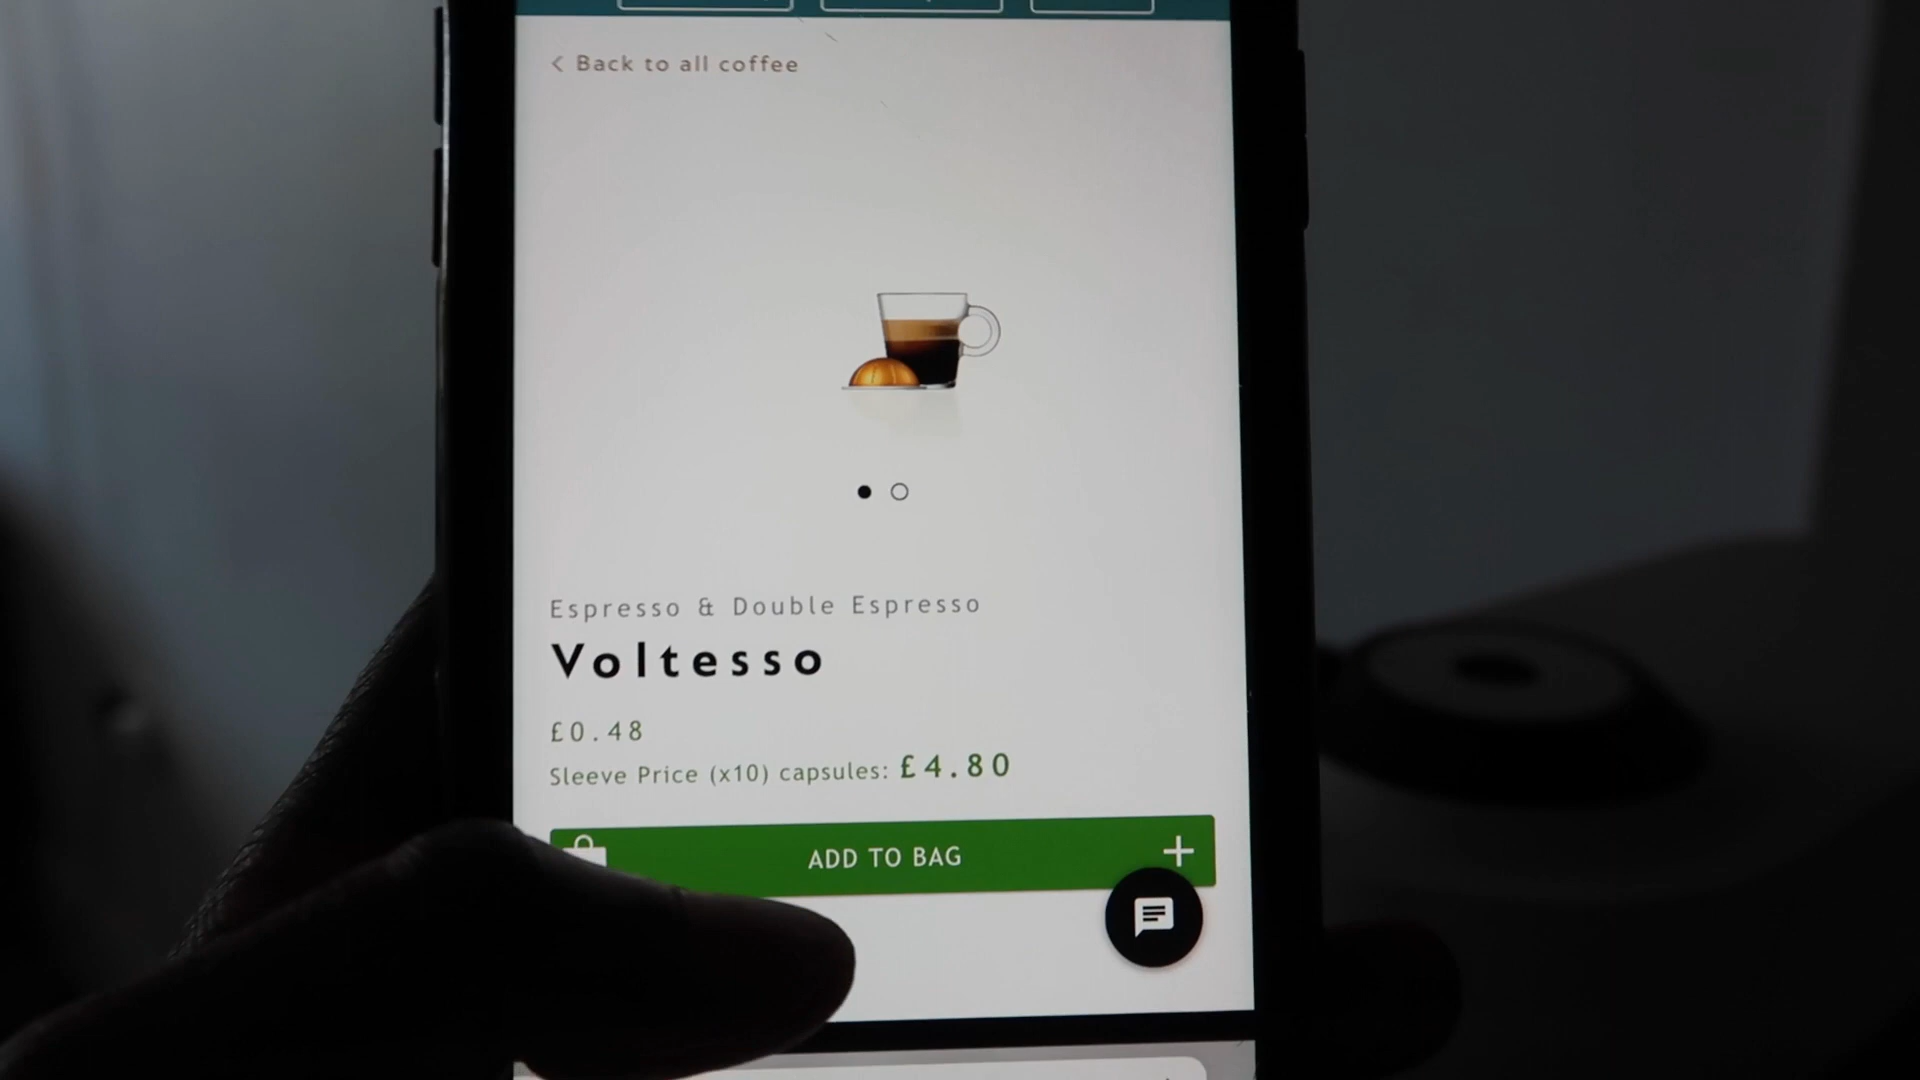 < Back to all coffee
Espresso & Double Espresso
Voltesso
£0.48
Sleeve Price (x10) capsules: £4.80
ADD TO BAG +